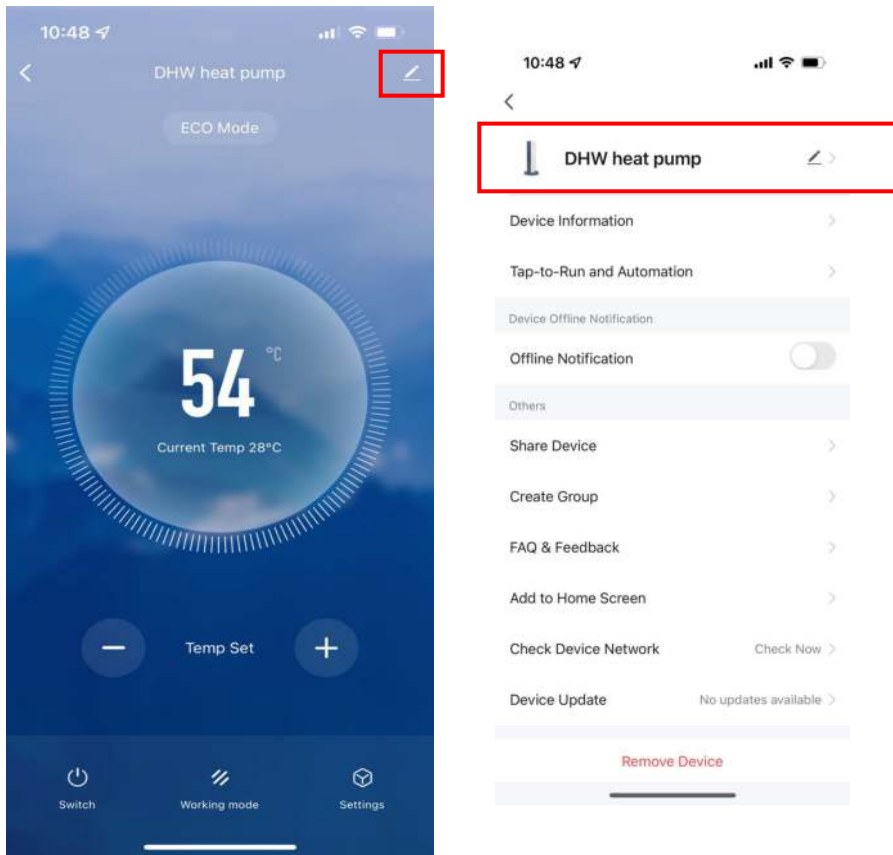 10:48
DHW heat pump
ECO Mode
54 °C
Current Temp 28°C
Temp Set
Switch
Working mode
Settings
10:48
DHW heat pump
Device Information
Tap-to-Run and Automation
Device Offline Notification
Offline Notification
Others
Share Device
Create Group
FAQ & Feedback
Add to Home Screen
Check Device Network Check Now
Device Update No updates available
Remove Device